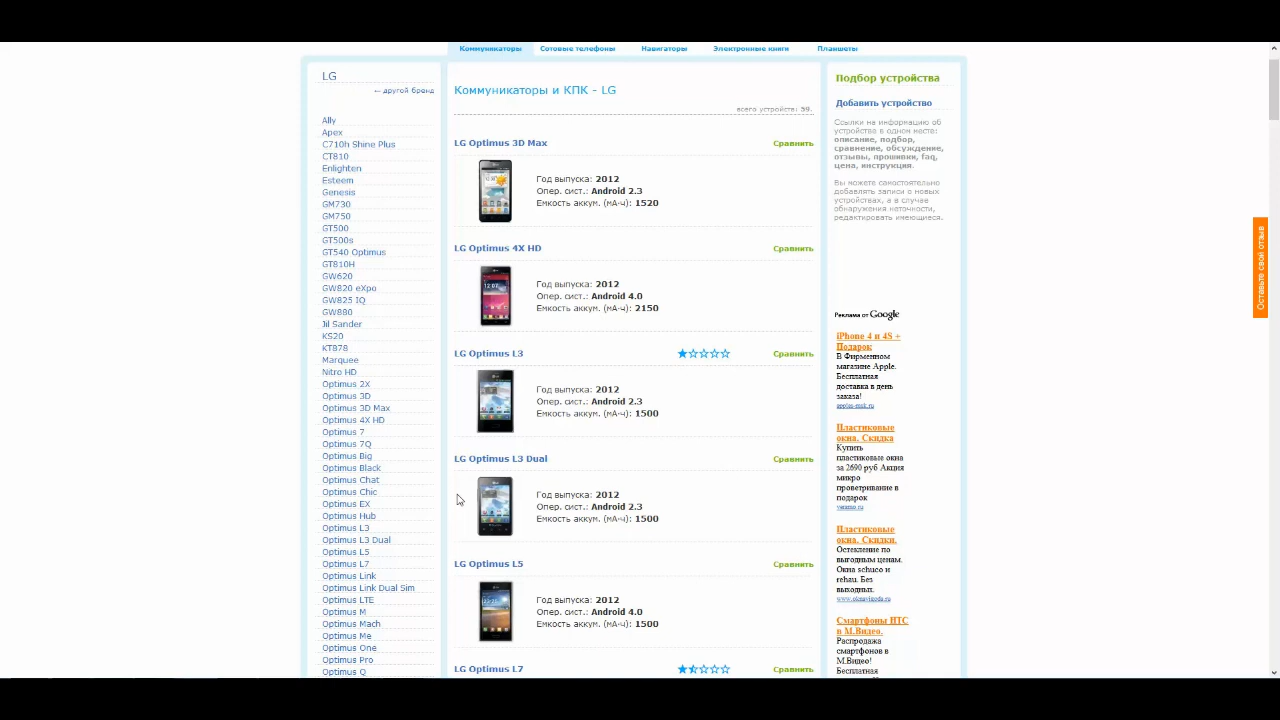 Коммуникаторы Сотовые телефоны Навигаторы Электронные книги Планшеты
LG
← другой бренд
Ally
Apex
C710h Shine Plus
CT810
Enlighten
Esteem
Genesis
GM730
GM750
GT500
GT500s
GT540 Optimus
GT810H
GW620
GW820 eXpo
GW825 IQ
GW880
Jil Sander
KS20
KT878
Marquee
Nitro HD
Optimus 2X
Optimus 3D
Optimus 3D Max
Optimus 4X HD
Optimus 7
Optimus 7Q
Optimus Big
Optimus Black
Optimus Chat
Optimus Chic
Optimus EX
Optimus Hub
Optimus L3
Optimus L3 Dual
Optimus L5
Optimus L7
Optimus Link
Optimus Link Dual Sim
Optimus LTE
Optimus M
Optimus Mach
Optimus Me
Optimus One
Optimus Pro
Optimus Q
Коммуникаторы и КПК - LG
всего устройств: 59.
LG Optimus 3D Max Сравнить
Год выпуска: 2012
Опер. сист.: Android 2.3
Емкость аккум. (мА·ч): 1520
LG Optimus 4X HD Сравнить
Год выпуска: 2012
Опер. сист.: Android 4.0
Емкость аккум. (мА·ч): 2150
LG Optimus L3 Сравнить
Год выпуска: 2012
Опер. сист.: Android 2.3
Емкость аккум. (мА·ч): 1500
LG Optimus L3 Dual Сравнить
Год выпуска: 2012
Опер. сист.: Android 2.3
Емкость аккум. (мА·ч): 1500
LG Optimus L5 Сравнить
Год выпуска: 2012
Опер. сист.: Android 4.0
Емкость аккум. (мА·ч): 1500
LG Optimus L7 Сравнить
Подбор устройства
Добавить устройство
Ссылки на информацию об
устройстве в одном месте:
описание, подбор,
сравнение, обсуждение,
отзывы, прошивки, faq,
цена, инструкция.
Вы можете самостоятельно
добавлять записи о новых
устройствах, а в случае
обнаружения неточности,
редактировать имеющиеся.
Реклама от Google
iPhone 4 и 4S +
Подарок
В Фирменном
магазине Apple.
Бесплатная
доставка в день
заказа!
apples-msk.ru
Пластиковые
окна. Скидка
Купить
пластиковые окна
за 2690 руб Акция
микро
проветривание в
подарок
Пластиковые
окна. Скидки.
Остекление по
выгодным ценам.
Окна schuco и
rehau. Без
выходных.
Смартфоны HTC
в М.Видео.
Распродажа
смартфонов в
М.Видео!
Бесплатная
Оставьте свой отзыв